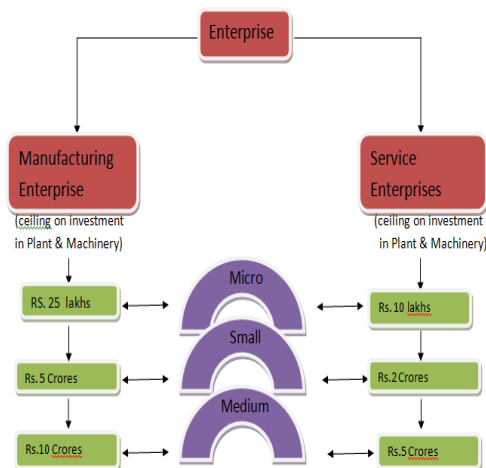 Enterprise
Manufacturing
Enterprise
Service
Enterprises
(ceiling on investment
in Plant & Machinery)
(ceiling on investment
in Plant & Machinery)
Micro
RS. 25 lakhs
Rs. 10 lakhs
Small
Rs. 5 Crores
Rs.2 Crores
Medium
Rs.10 Crores
Rs.5 Crores